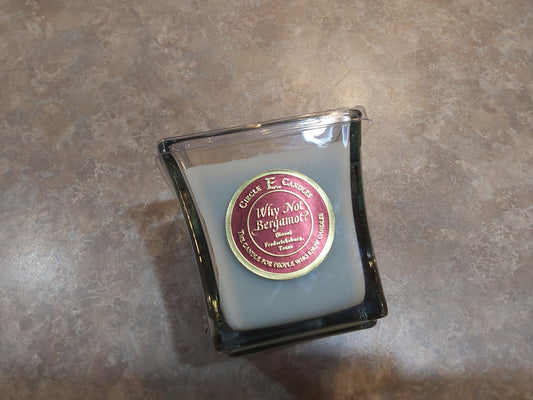 CIRCLE E CANDLES
Why Not
Bergamot?
Fredericksburg,
Texas
THE CANDLE FOR PEOPLE WHO KNOW CANDLES